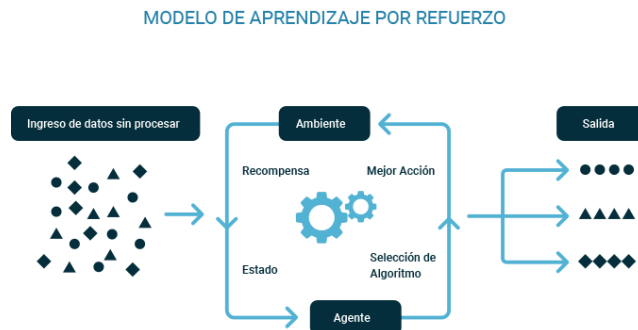 MODELO DE APRENDIZAJE POR REFUERZO
Ingreso de datos sin procesar
Ambiente
Salida
Recompensa
Mejor Acción
Estado
Selección de
Algoritmo
Agente